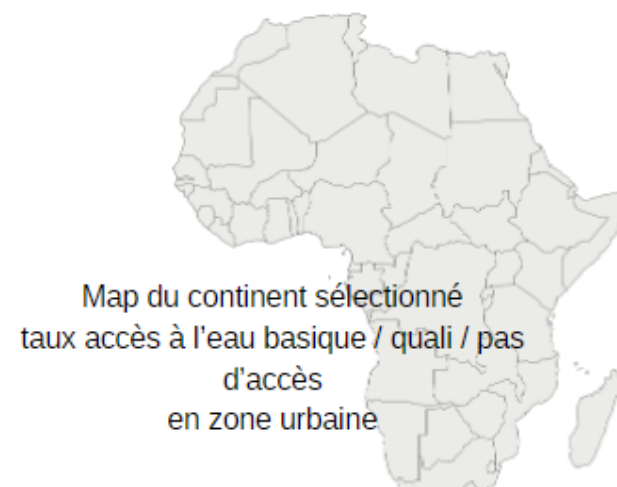 Map du continent sélectionné
taux accès à l’eau basique / quali / pas
d’accès
en zone urbaine